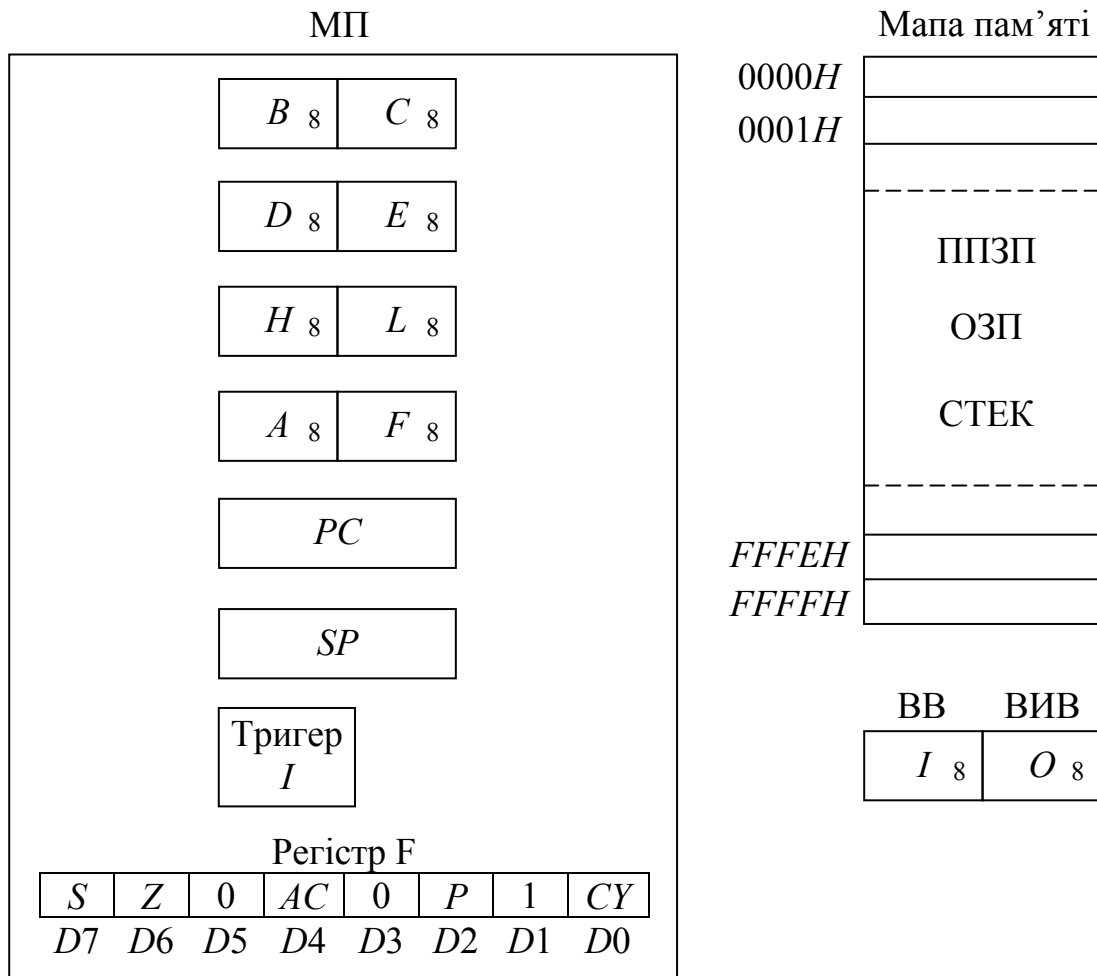 МП
B 8 C 8
D 8 E 8
H 8 L 8
A 8 F 8
PC
SP
Тригер
I
Регістр F
S Z 0 AC 0 P 1 CY
D7 D6 D5 D4 D3 D2 D1 D0
Мапа пам’яті
0000H
0001H
ППЗП
ОЗП
СТЕК
FFFEH
FFFFH
ВВ ВИВ
I 8 O 8